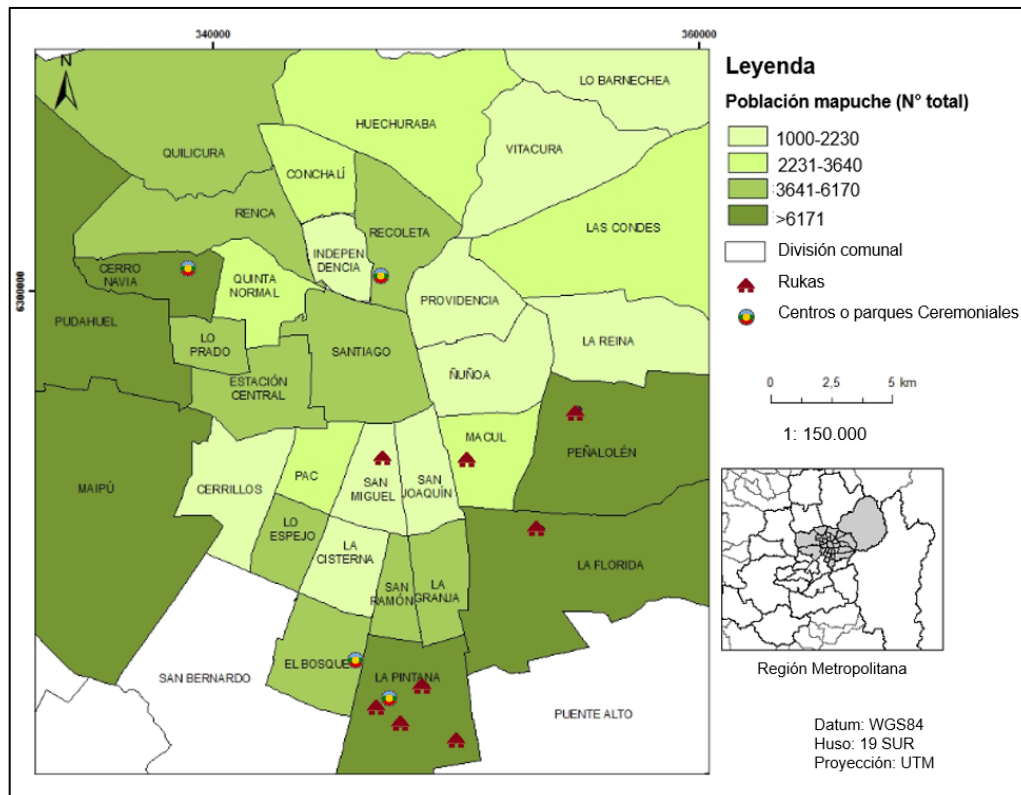 340000
360000
6300000
N
LO BARNECHEA
HUECHURABA
VITACURA
QUILICURA
CONCHALÍ
RENCA
RECOLETA
LAS CONDES
INDEPEN
DENCIA
CERRO
NAVIA
QUINTA
NORMAL
PROVIDENCIA
PUDAHUEL
LO
PRADO
SANTIAGO
LA REINA
ESTACIÓN
CENTRAL
ÑUÑOA
MACUL
PEÑALOLÉN
MAIPÚ
CERRILLOS
PAC
SAN
MIGUEL
SAN
JOAQUÍN
LO
ESPEJO
LA
CISTERNA
LA FLORIDA
SAN
RAMÓN
LA
GRANJA
EL BOSQUE
LA PINTANA
SAN BERNARDO
PUENTE ALTO
Leyenda
Población mapuche (N° total)
1000-2230
2231-3640
3641-6170
>6171
División comunal
Rukas
Centros o parques Ceremoniales
0 2,5 5 km
1: 150.000
Región Metropolitana
Datum: WGS84
Huso: 19 SUR
Proyección: UTM